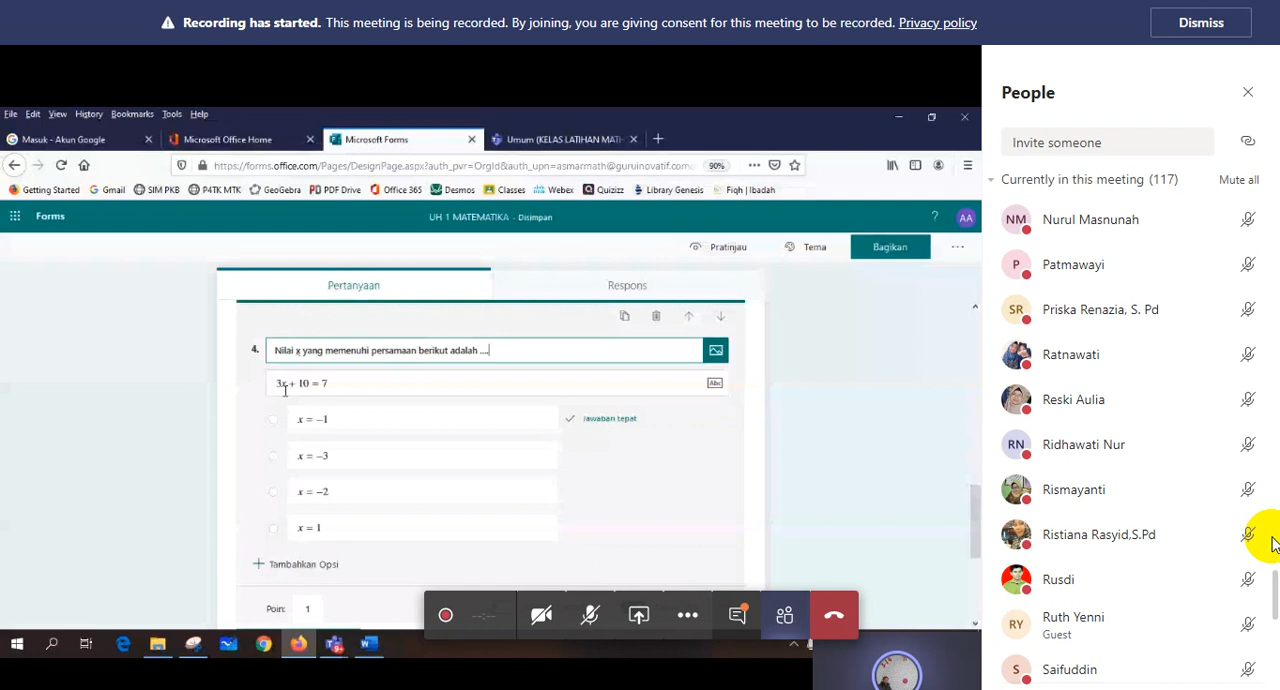 Recording has started. This meeting is being recorded. By joining, you are giving consent for this meeting to be recorded. Privacy policy
Dismiss
File Edit View History Bookmarks Tools Help
Masuk - Akun Google
Microsoft Office Home
Microsoft Forms
Umum (KELAS LATIHAN MATH
https://forms.office.com/Pages/DesignPage.aspx?auth_pvr=OrgId&auth_upn=asmarmath@guruinovatif.com
90%
Getting Started Gmail SIM PKB P4TK MTK GeoGebra PDF Drive Office 365 Desmos Classes Webex Quizizz Library Genesis Fiqh | Ibadah
Forms
UH 1 MATEMATIKA - Disimpan
? AA
Pratinjau Tema Bagikan ...
Pertanyaan Respons
4. Nilai x yang memenuhi persamaan berikut adalah ....
3x + 10 = 7
Abc
x = −1
Jawaban tepat
x = −3
x = −2
x = 1
Tambahkan Opsi
Poin: 1
--:--
People
Invite someone
Currently in this meeting (117)
Mute all
NM Nurul Masnunah
P Patmawayi
SR Priska Renazia, S. Pd
Ratnawati
Reski Aulia
RN Ridhawati Nur
Rismayanti
Ristiana Rasyid,S.Pd
Rusdi
RY Ruth Yenni
Guest
S Saifuddin